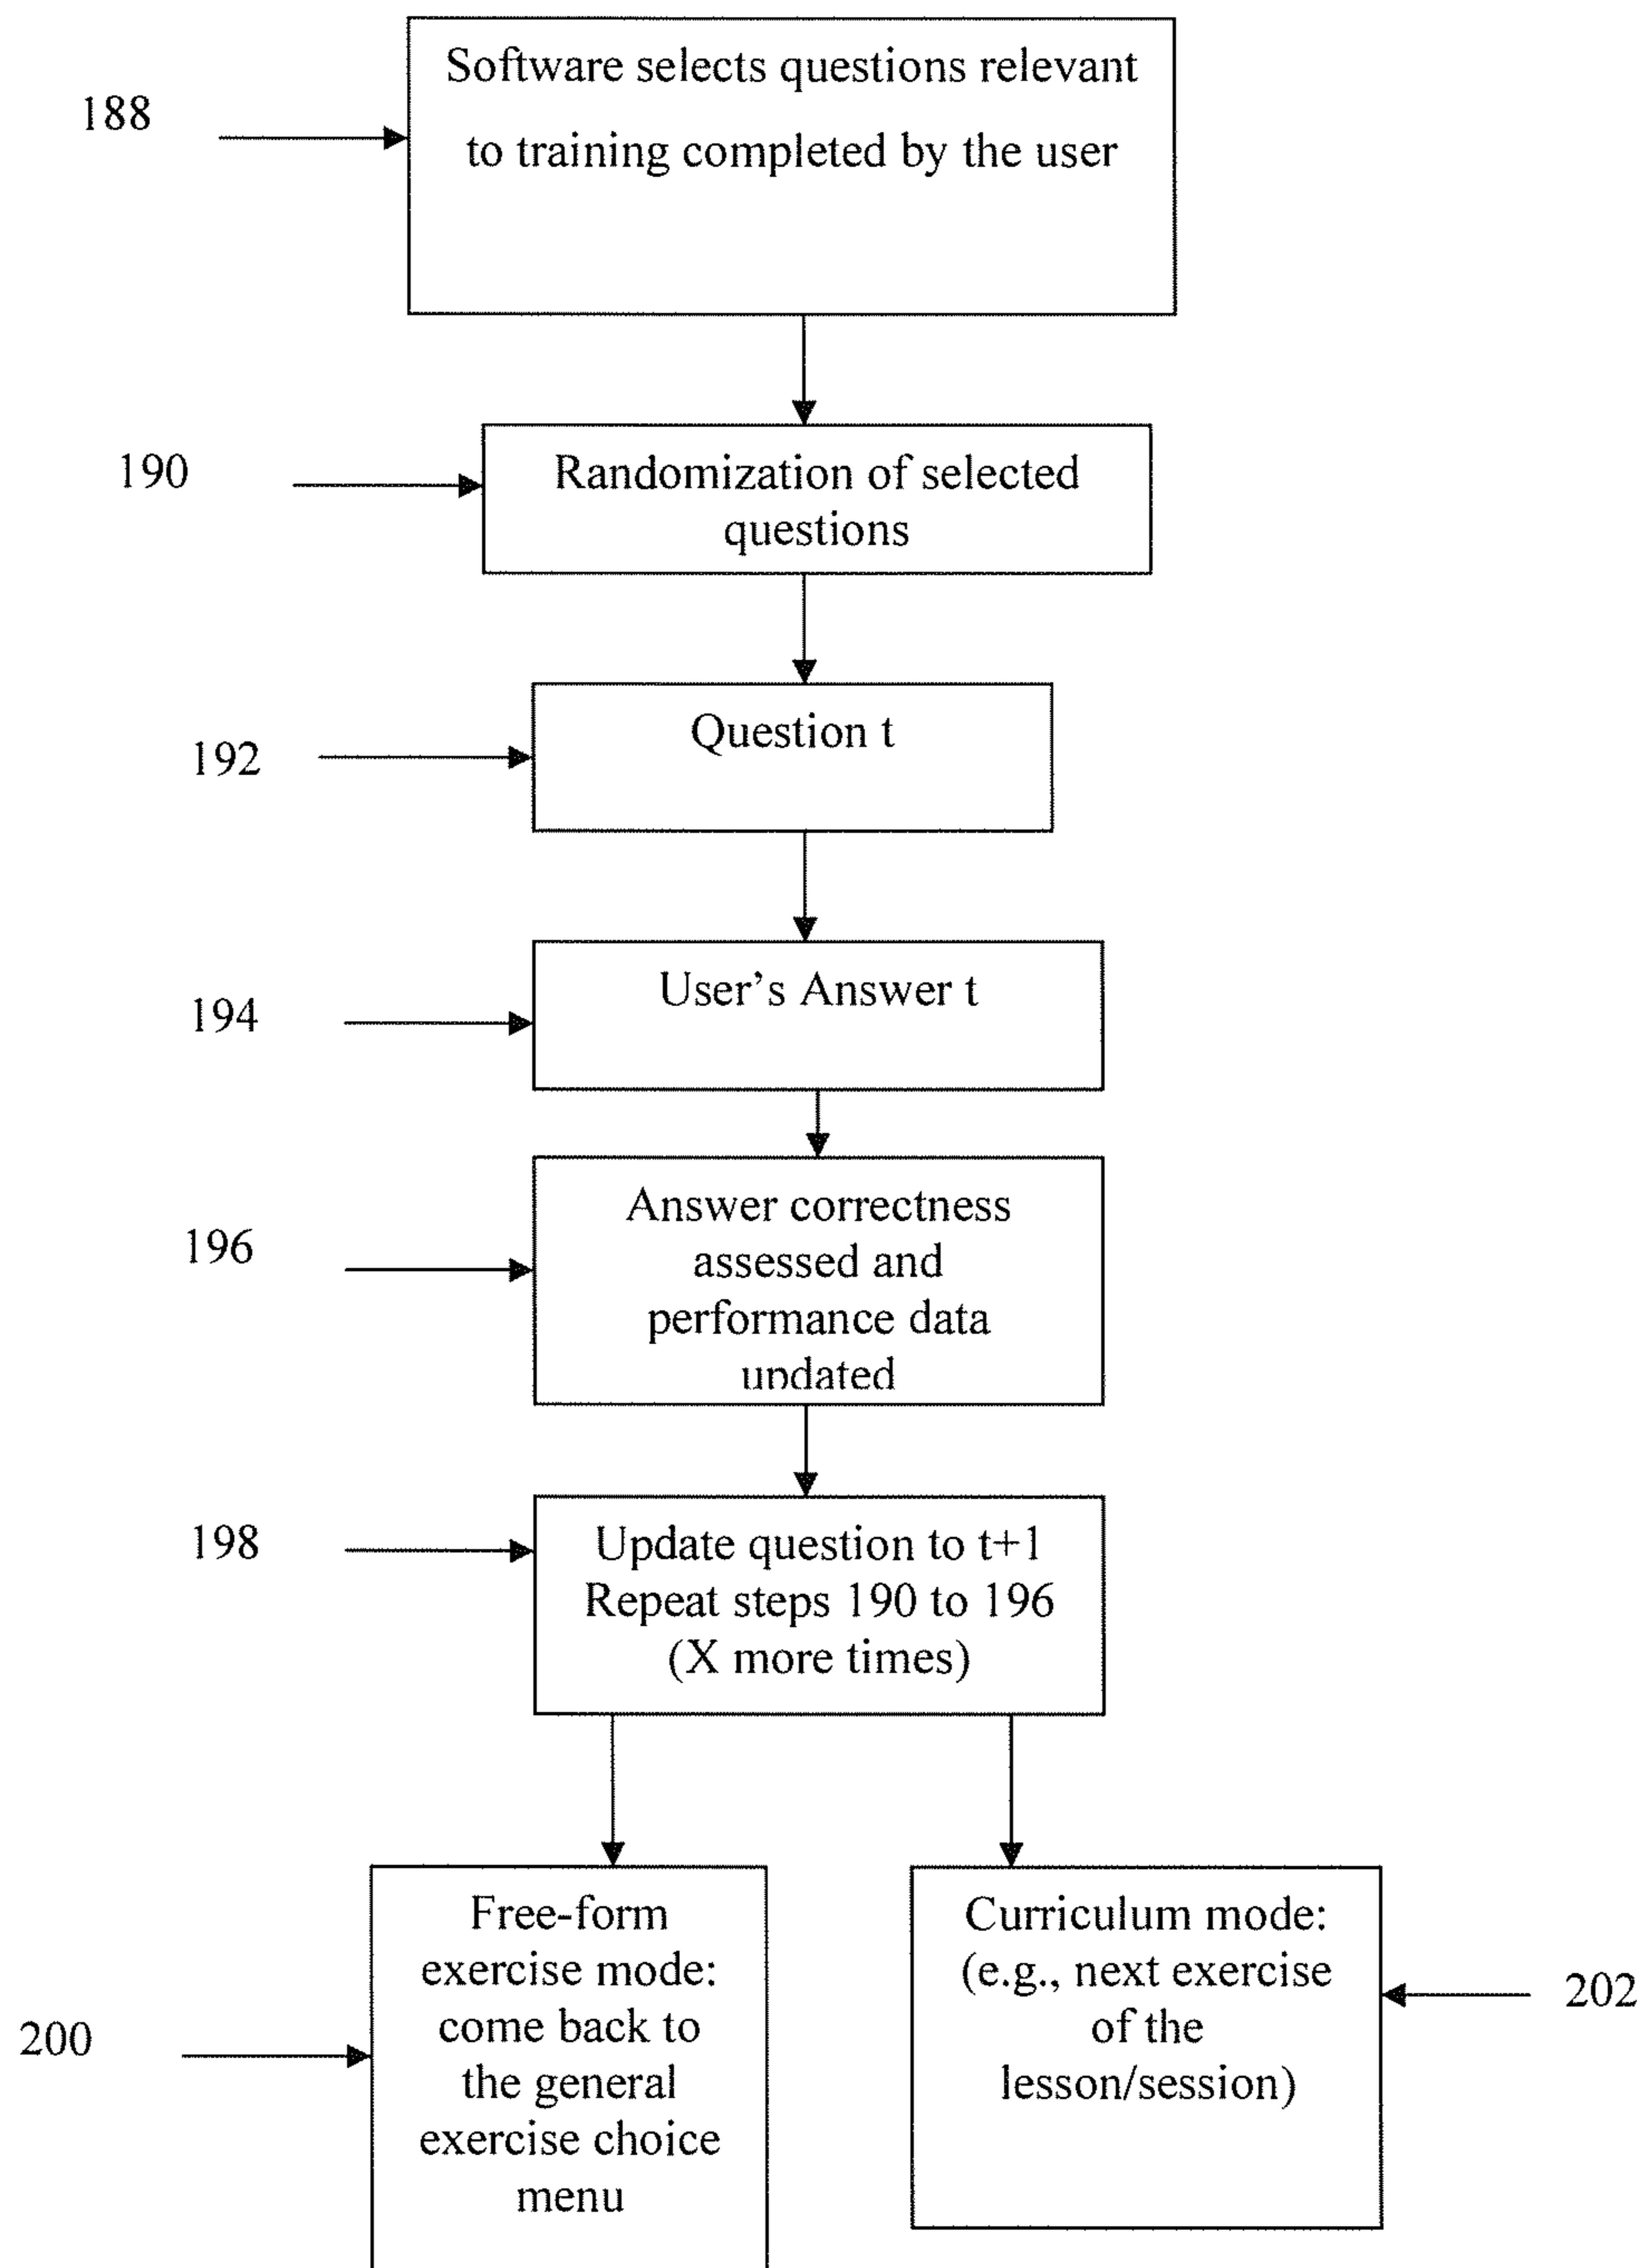 188
Software selects questions relevant
to training completed by the user
190
Randomization of selected
questions
192
Question t
194
User’s Answer t
196
Answer correctness
assessed and
performance data
updated
198
Update question to t+1
Repeat steps 190 to 196
(X more times)
200
Free-form
exercise mode:
come back to
the general
exercise choice
menu
Curriculum mode:
(e.g., next exercise
of the
lesson/session)
202